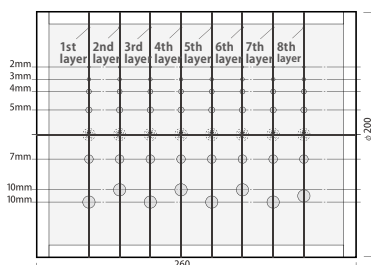 1st 2nd 3rd 4th 5th 6th 7th 8th
layer layer layer layer layer layer layer layer
2mm
3mm
4mm
5mm
7mm
10mm
10mm
ϕ200
260